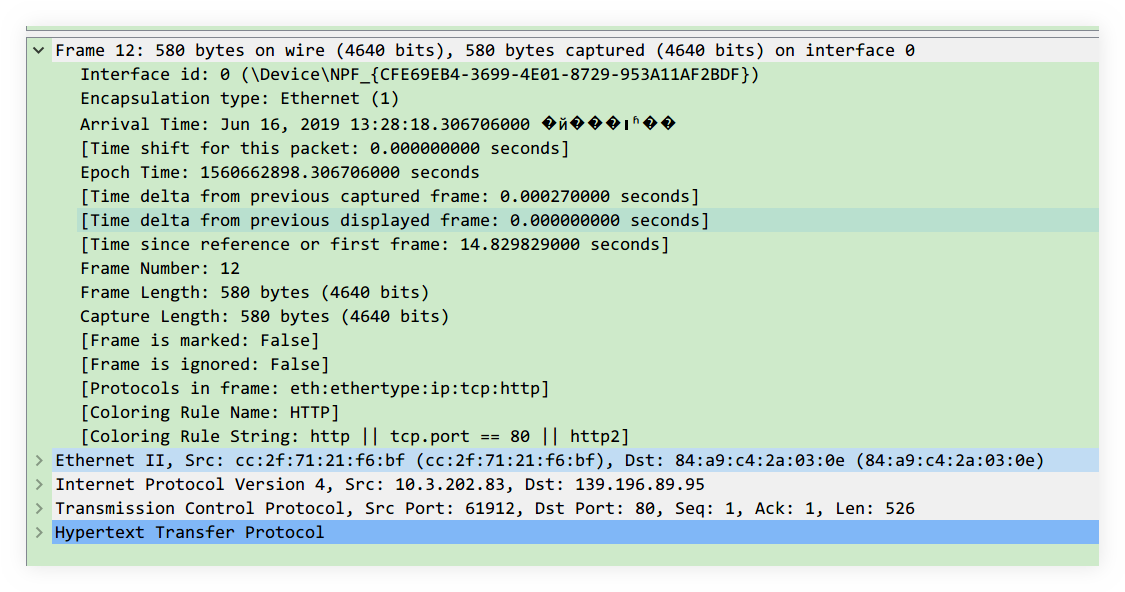 Frame 12: 580 bytes on wire (4640 bits), 580 bytes captured (4640 bits) on interface 0
Interface id: 0 (\Device\NPF_{CFE69EB4-3699-4E01-8729-953A11AF2BDF})
Encapsulation type: Ethernet (1)
Arrival Time: Jun 16, 2019 13:28:18.306706000
[Time shift for this packet: 0.000000000 seconds]
Epoch Time: 1560662898.306706000 seconds
[Time delta from previous captured frame: 0.000270000 seconds]
[Time delta from previous displayed frame: 0.000000000 seconds]
[Time since reference or first frame: 14.829829000 seconds]
Frame Number: 12
Frame Length: 580 bytes (4640 bits)
Capture Length: 580 bytes (4640 bits)
[Frame is marked: False]
[Frame is ignored: False]
[Protocols in frame: eth:ethertype:ip:tcp:http]
[Coloring Rule Name: HTTP]
[Coloring Rule String: http || tcp.port == 80 || http2]
Ethernet II, Src: cc:2f:71:21:f6:bf (cc:2f:71:21:f6:bf), Dst: 84:a9:c4:2a:03:0e (84:a9:c4:2a:03:0e)
Internet Protocol Version 4, Src: 10.3.202.83, Dst: 139.196.89.95
Transmission Control Protocol, Src Port: 61912, Dst Port: 80, Seq: 1, Ack: 1, Len: 526
Hypertext Transfer Protocol